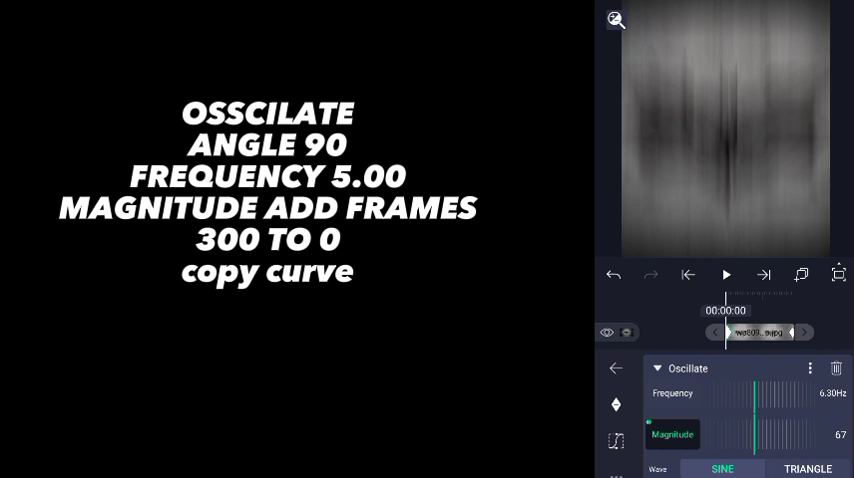 OSSCILATE
ANGLE 90
FREQUENCY 5.00
MAGNITUDE ADD FRAMES
300 TO 0
copy curve
00:00:00
Oscillate
Frequency 6.30Hz
Magnitude 67
Wave SINE TRIANGLE